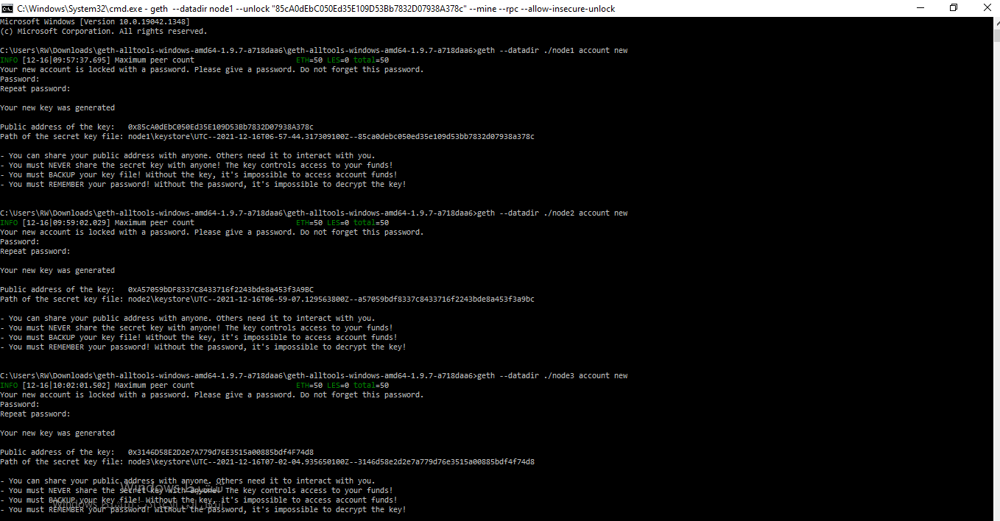 C:\Windows\System32\cmd.exe - geth --datadir node1 --unlock "85cA0dEbC050Ed35E109D53Bb7832D07938A378c" --mine --rpc --allow-insecure-unlock
Microsoft Windows [Version 10.0.19042.1348]
(c) Microsoft Corporation. All rights reserved.
C:\Users\RW\Downloads\geth-alltools-windows-amd64-1.9.7-a718daa6\geth-alltools-windows-amd64-1.9.7-a718daa6>geth --datadir ./node1 account new
INFO [12-16|09:57:37.695] Maximum peer count ETH=50 LES=0 total=50
Your new account is locked with a password. Please give a password. Do not forget this password.
Password:
Repeat password:
Your new key was generated
Public address of the key: 0x85cA0dEbC050Ed35E109D53Bb7832D07938A378c
Path of the secret key file: node1\keystore\UTC--2021-12-16T06-57-44.317309100Z--85ca0debc050ed35e109d53bb7832d07938a378c
- You can share your public address with anyone. Others need it to interact with you.
- You must NEVER share the secret key with anyone! The key controls access to your funds!
- You must BACKUP your key file! Without the key, it's impossible to access account funds!
- You must REMEMBER your password! Without the password, it's impossible to decrypt the key!
C:\Users\RW\Downloads\geth-alltools-windows-amd64-1.9.7-a718daa6\geth-alltools-windows-amd64-1.9.7-a718daa6>geth --datadir ./node2 account new
INFO [12-16|09:59:02.029] Maximum peer count ETH=50 LES=0 total=50
Your new account is locked with a password. Please give a password. Do not forget this password.
Password:
Repeat password:
Your new key was generated
Public address of the key: 0xA57059bDF8337C8433716f2243bde8a453f3A9BC
Path of the secret key file: node2\keystore\UTC--2021-12-16T06-59-07.129563800Z--a57059bdf8337c8433716f2243bde8a453f3a9bc
- You can share your public address with anyone. Others need it to interact with you.
- You must NEVER share the secret key with anyone! The key controls access to your funds!
- You must BACKUP your key file! Without the key, it's impossible to access account funds!
- You must REMEMBER your password! Without the password, it's impossible to decrypt the key!
C:\Users\RW\Downloads\geth-alltools-windows-amd64-1.9.7-a718daa6\geth-alltools-windows-amd64-1.9.7-a718daa6>geth --datadir ./node3 account new
INFO [12-16|10:02:01.502] Maximum peer count ETH=50 LES=0 total=50
Your new account is locked with a password. Please give a password. Do not forget this password.
Password:
Repeat password:
Your new key was generated
Public address of the key: 0x3146D58E2D2e7A779d76E3515a00885bdf4F74d8
Path of the secret key file: node3\keystore\UTC--2021-12-16T07-02-04.935650100Z--3146d58e2d2e7a779d76e3515a00885bdf4f74d8
- You can share your public address with anyone. Others need it to interact with you.
- You must NEVER share the secret key with anyone! The key controls access to your funds!
- You must BACKUP your key file! Without the key, it's impossible to access account funds!
- You must REMEMBER your password! Without the password, it's impossible to decrypt the key!
تنشيط Windows